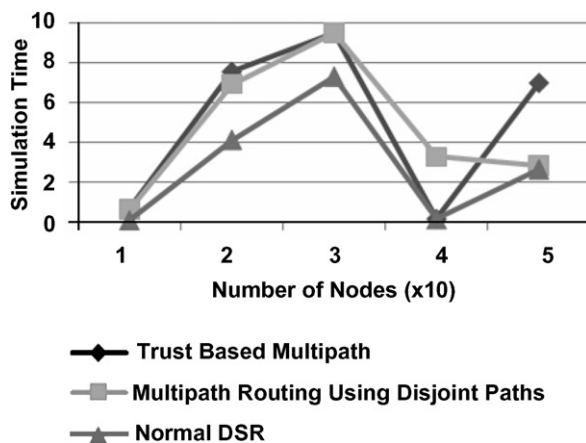 10
8
6
4
2
0
Simulation Time
1 2 3 4 5
Number of Nodes (x10)
Trust Based Multipath
Multipath Routing Using Disjoint Paths
Normal DSR